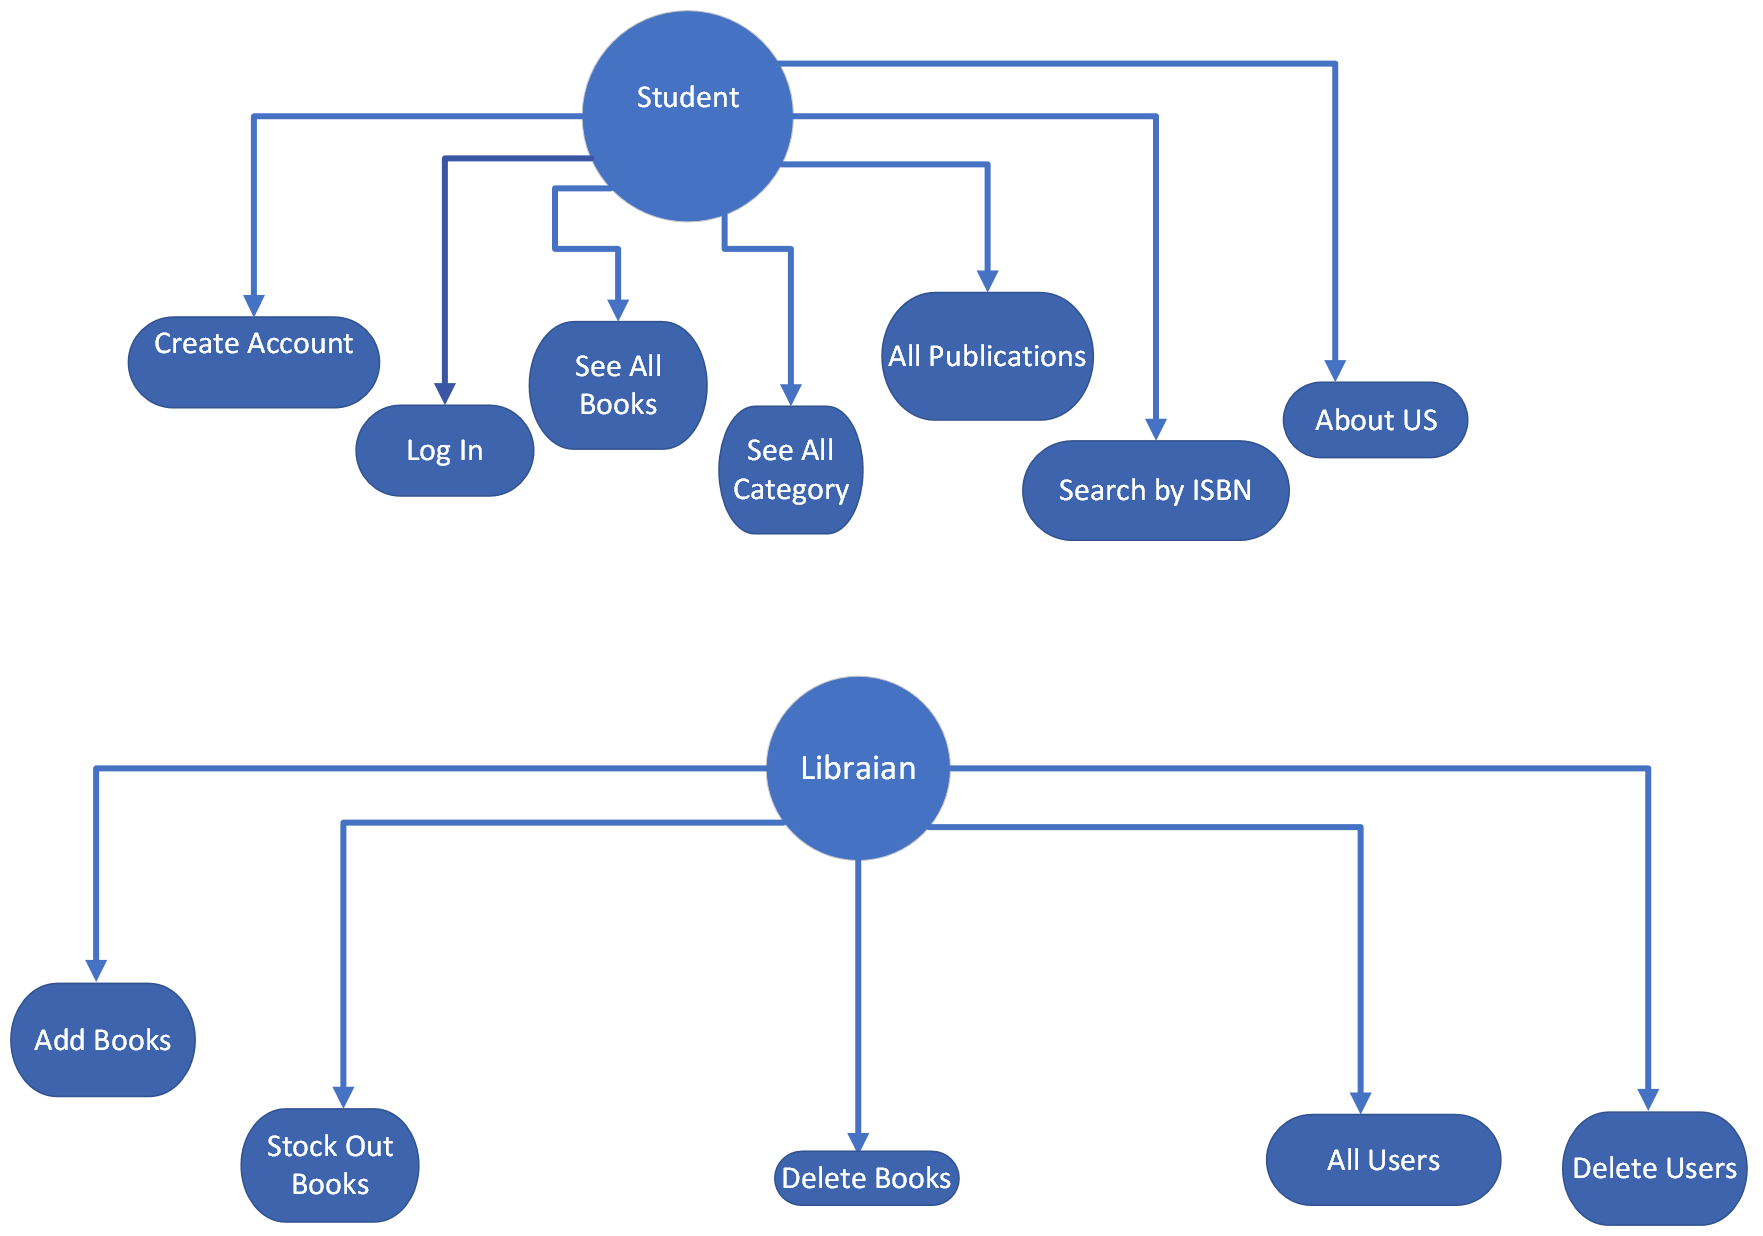 Student
Create Account
Log In
See All
Books
See All
Category
All Publications
Search by ISBN
About US
Libraian
Add Books
Stock Out
Books
Delete Books
All Users
Delete Users